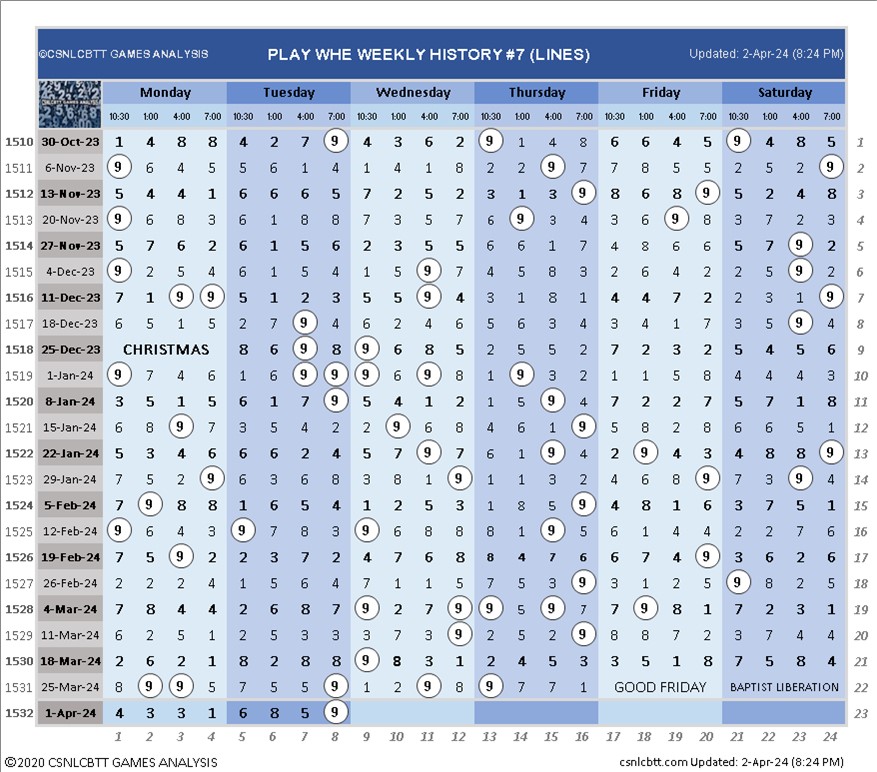 ©CSNLCBTT GAMES ANALYSIS PLAY WHE WEEKLY HISTORY #7 (LINES) Updated: 2-Apr-24 (8:24 PM)
Monday Tuesday Wednesday Thursday Friday Saturday
10:30 1:00 4:00 7:00 10:30 1:00 4:00 7:00 10:30 1:00 4:00 7:00 10:30 1:00 4:00 7:00 10:30 1:00 4:00 7:00 10:30 1:00 4:00 7:00
1510 30-Oct-23 1 4 8 8 4 2 7 9 4 3 6 2 9 1 4 8 6 6 4 5 9 4 8 5 1
1511 6-Nov-23 9 6 4 5 5 6 1 4 1 4 1 8 2 2 9 7 7 8 5 5 2 5 2 9 2
1512 13-Nov-23 5 4 4 1 6 6 6 5 7 2 5 2 3 1 3 9 8 6 8 9 5 2 4 8 3
1513 20-Nov-23 9 6 8 3 6 1 8 8 7 3 5 7 6 9 3 4 3 6 9 8 3 7 2 3 4
1514 27-Nov-23 5 7 6 2 6 1 5 6 2 3 5 5 6 6 1 7 4 8 6 6 5 7 9 2 5
1515 4-Dec-23 9 2 5 4 6 1 5 4 1 5 9 7 4 5 8 3 2 6 4 2 2 6 9 2 6
1516 11-Dec-23 7 1 9 9 5 1 2 3 5 5 9 4 3 1 8 1 4 4 7 2 2 3 1 9 7
1517 18-Dec-23 6 5 1 5 2 7 9 4 6 2 4 6 5 6 3 4 3 4 1 7 3 5 9 4 8
1518 25-Dec-23 CHRISTMAS 8 6 9 8 9 6 8 5 2 5 5 2 7 2 3 2 5 4 5 6 9
1519 1-Jan-24 9 7 4 6 1 6 9 9 9 6 9 8 1 9 3 2 1 1 5 8 4 4 4 3 10
1520 8-Jan-24 3 5 1 5 6 1 7 9 5 4 1 2 1 5 9 4 7 2 2 7 5 7 1 8 11
1521 15-Jan-24 6 8 9 7 3 5 4 2 2 9 6 8 4 6 1 9 5 8 2 8 6 6 5 1 12
1522 22-Jan-24 5 3 4 6 6 6 2 4 5 7 9 7 6 1 9 4 2 9 4 3 4 8 8 9 13
1523 29-Jan-24 7 5 2 9 6 3 6 8 3 8 1 9 1 1 3 2 4 6 8 9 7 3 9 4 14
1524 5-Feb-24 7 9 8 8 1 6 5 4 1 2 5 3 1 8 5 9 4 8 1 6 3 7 5 1 15
1525 12-Feb-24 9 6 4 3 9 7 8 3 9 6 8 8 8 1 9 5 6 1 4 4 2 2 7 6 16
1526 19-Feb-24 7 5 9 2 2 3 7 2 4 7 6 8 8 4 7 6 6 7 4 9 3 6 2 6 17
1527 26-Feb-24 2 2 2 4 1 5 6 4 7 1 1 5 7 5 3 9 3 1 2 5 9 8 2 5 18
1528 4-Mar-24 7 8 4 4 2 6 8 7 9 2 7 9 9 5 9 7 7 9 8 1 7 2 3 1 19
1529 11-Mar-24 6 2 5 1 2 5 3 3 3 7 3 9 2 5 2 9 8 8 7 2 3 7 4 4 20
1530 18-Mar-24 2 6 2 1 8 2 8 8 9 8 3 1 2 4 5 3 3 5 1 8 7 5 8 4 21
1531 25-Mar-24 8 9 9 5 7 5 5 9 1 2 9 8 9 7 7 1 GOOD FRIDAY BAPTIST LIBERATION 22
1532 1-Apr-24 4 3 3 1 6 8 5 9 23
1 2 3 4 5 6 7 8 9 10 11 12 13 14 15 16 17 18 19 20 21 22 23 24
©2020 CSNLCBTT GAMES ANALYSIS csnlcbtt.com Updated: 2-Apr-24 (8:24 PM)